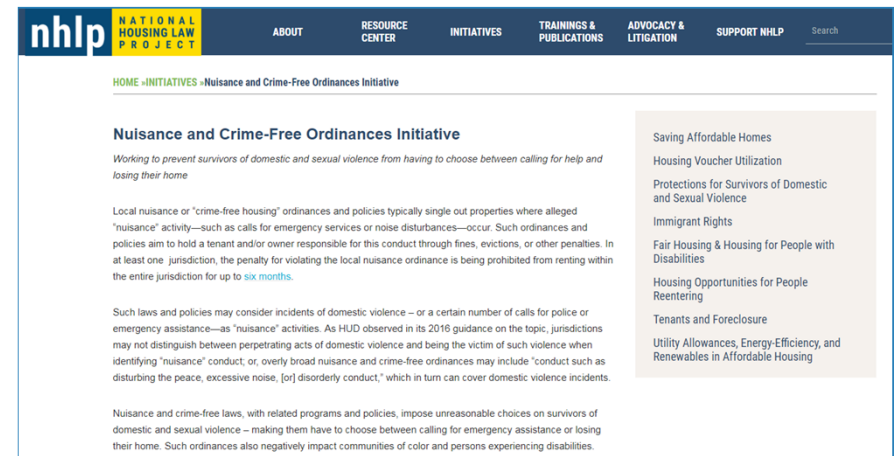 nhlp NATIONAL HOUSING LAW PROJECT
ABOUT
RESOURCE CENTER
INITIATIVES
TRAININGS & PUBLICATIONS
ADVOCACY & LITIGATION
SUPPORT NHLP
Search
HOME »INITIATIVES »Nuisance and Crime-Free Ordinances Initiative
Nuisance and Crime-Free Ordinances Initiative
Working to prevent survivors of domestic and sexual violence from having to choose between calling for help and
losing their home
Local nuisance or "crime-free housing" ordinances and policies typically single out properties where alleged
"nuisance" activity—such as calls for emergency services or noise disturbances—occur. Such ordinances and
policies aim to hold a tenant and/or owner responsible for this conduct through fines, evictions, or other penalties. In
at least one jurisdiction, the penalty for violating the local nuisance ordinance is being prohibited from renting within
the entire jurisdiction for up to six months.
Such laws and policies may consider incidents of domestic violence – or a certain number of calls for police or
emergency assistance—as "nuisance" activities. As HUD observed in its 2016 guidance on the topic, jurisdictions
may not distinguish between perpetrating acts of domestic violence and being the victim of such violence when
identifying "nuisance" conduct; or, overly broad nuisance and crime-free ordinances may include "conduct such as
disturbing the peace, excessive noise, [or] disorderly conduct," which in turn can cover domestic violence incidents.
Nuisance and crime-free laws, with related programs and policies, impose unreasonable choices on survivors of
domestic and sexual violence – making them have to choose between calling for emergency assistance or losing
their home. Such ordinances also negatively impact communities of color and persons experiencing disabilities.
Saving Affordable Homes
Housing Voucher Utilization
Protections for Survivors of Domestic
and Sexual Violence
Immigrant Rights
Fair Housing & Housing for People with
Disabilities
Housing Opportunities for People
Reentering
Tenants and Foreclosure
Utility Allowances, Energy-Efficiency, and
Renewables in Affordable Housing